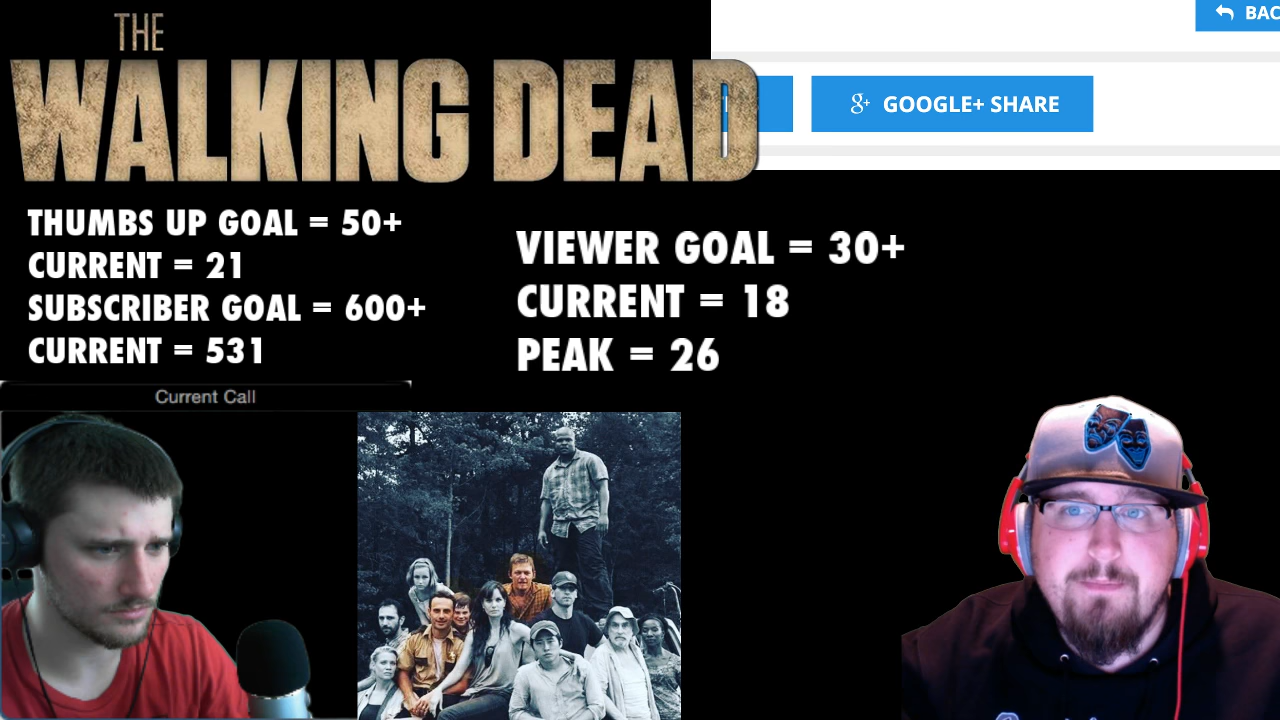 THE
WALKING DEAD
BAC
GOOGLE+ SHARE
THUMBS UP GOAL = 50+
CURRENT = 21
SUBSCRIBER GOAL = 600+
CURRENT = 531
VIEWER GOAL = 30+
CURRENT = 18
PEAK = 26
Current Call